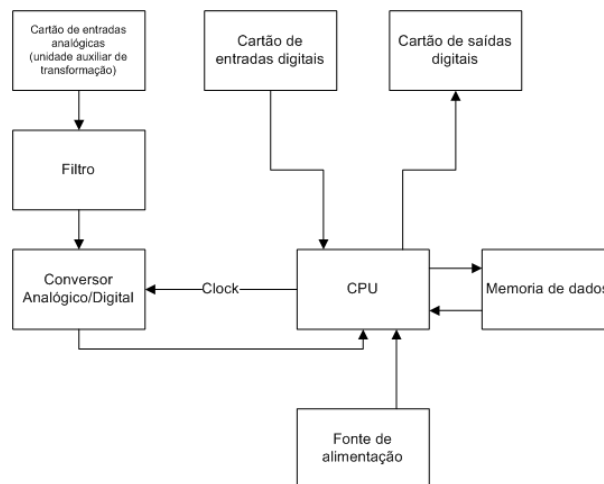 Cartão de entradas
analógicas
(unidade auxiliar de
transformação)
Cartão de
entradas digitais
Cartão de saídas
digitais
Filtro
Conversor
Analógico/Digital
Clock
CPU
Memoria de dados
Fonte de
alimentação